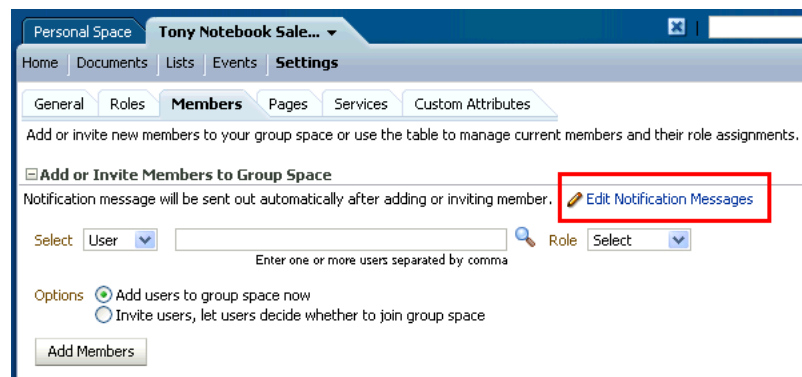 Personal Space Tony Notebook Sale...
Home Documents Lists Events Settings
General Roles Members Pages Services Custom Attributes
Add or invite new members to your group space or use the table to manage current members and their role assignments.
Add or Invite Members to Group Space
Notification message will be sent out automatically after adding or inviting member. Edit Notification Messages
Select User Role Select
Enter one or more users separated by comma
Options Add users to group space now
Invite users, let users decide whether to join group space
Add Members